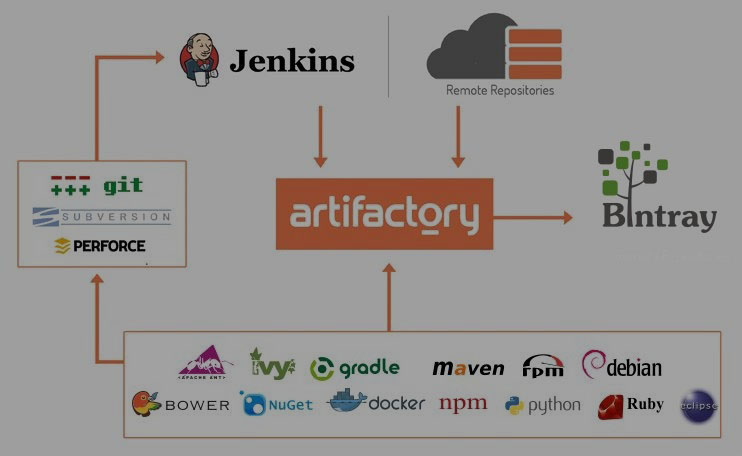 Jenkins
Remote Repositories
+++ git
SUBVERSION
PERFORCE
artifactory
Bintray
APACHE ANT
ivy
gradle
maven
rpm
debian
BOWER
NuGet
docker
npm
python
Ruby
eclipse